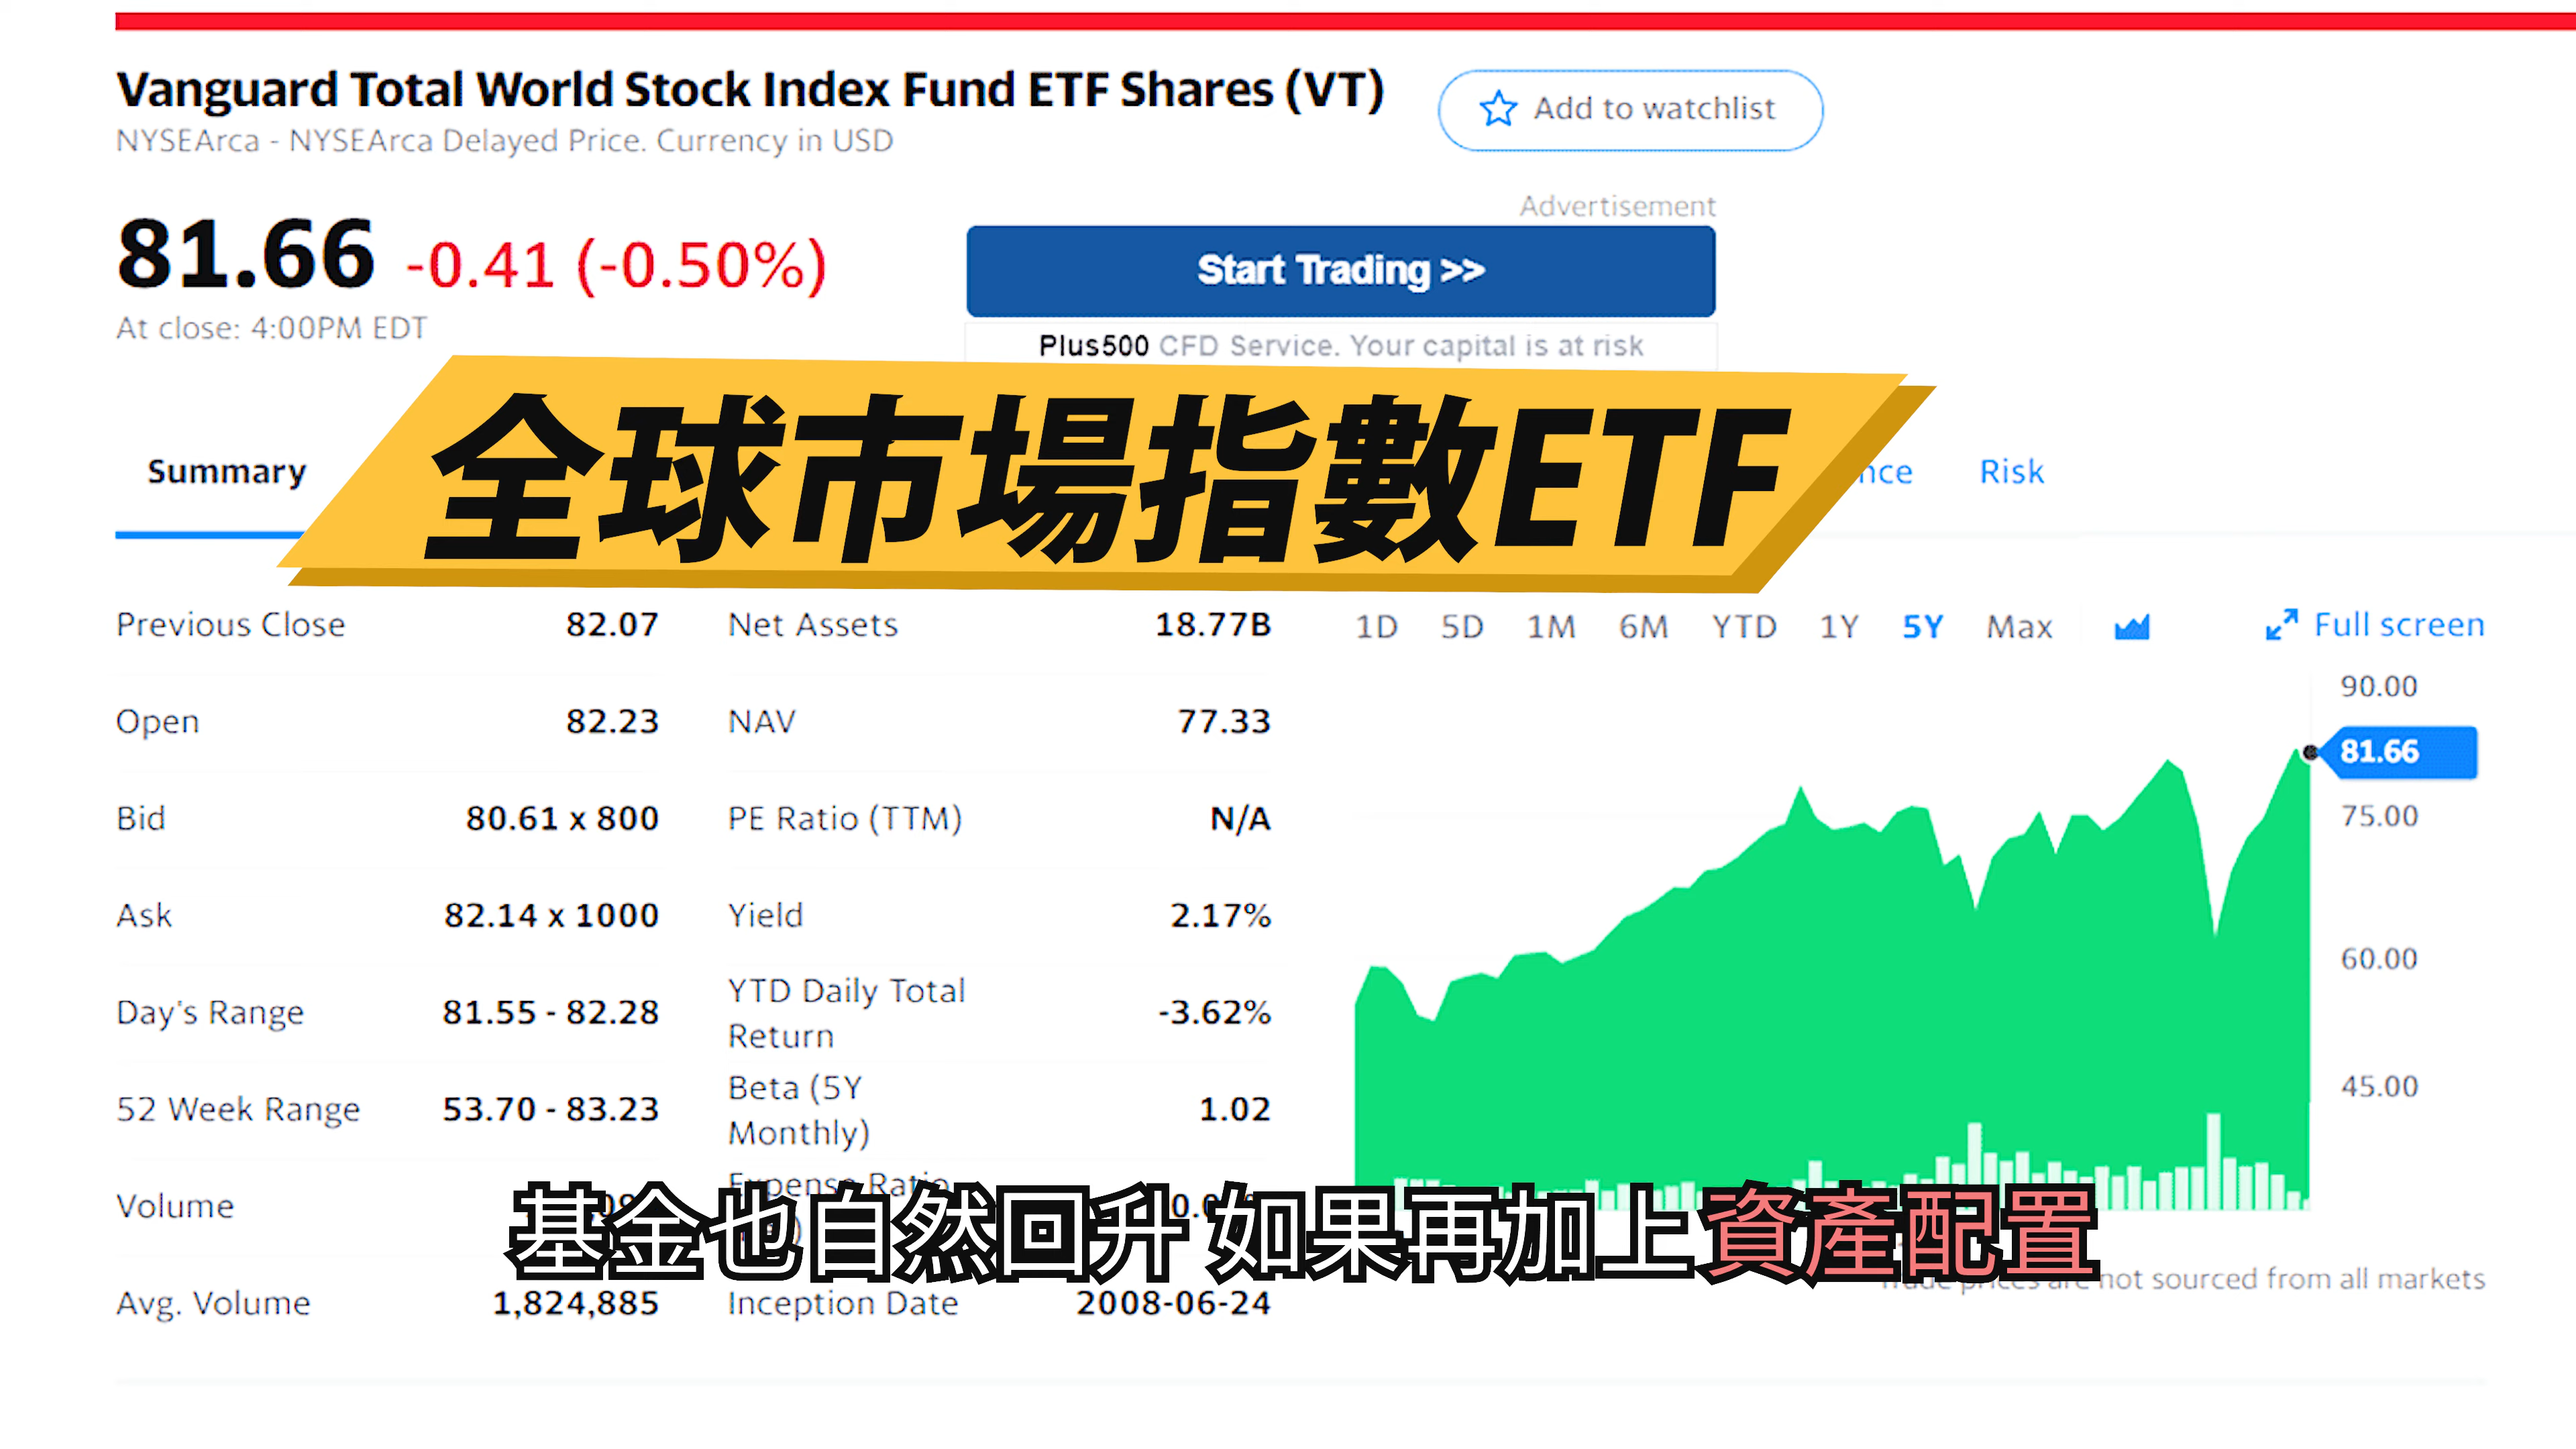 Vanguard Total World Stock Index Fund ETF Shares (VT)
Add to watchlist
NYSEArca - NYSEArca Delayed Price. Currency in USD
Advertisement
81.66 -0.41 (-0.50%)
Start Trading >>
At close: 4:00PM EDT
Plus500 CFD Service. Your capital is at risk
全球市場指數ETF
Summary
Risk
Previous Close 82.07
Open 82.23
Bid 80.61 x 800
Ask 82.14 x 1000
Day's Range 81.55 - 82.28
52 Week Range 53.70 - 83.23
Volume
Avg. Volume 1,824,885
Net Assets 18.77B
NAV 77.33
PE Ratio (TTM) N/A
Yield 2.17%
YTD Daily Total
Return -3.62%
Beta (5Y
Monthly) 1.02
Expense Ratio
Inception Date 2008-06-24
1D 5D 1M 6M YTD 1Y 5Y Max Full screen
90.00
81.66
75.00
60.00
45.00
基金也自然回升 如果再加上資產配置
Trade prices are not sourced from all markets